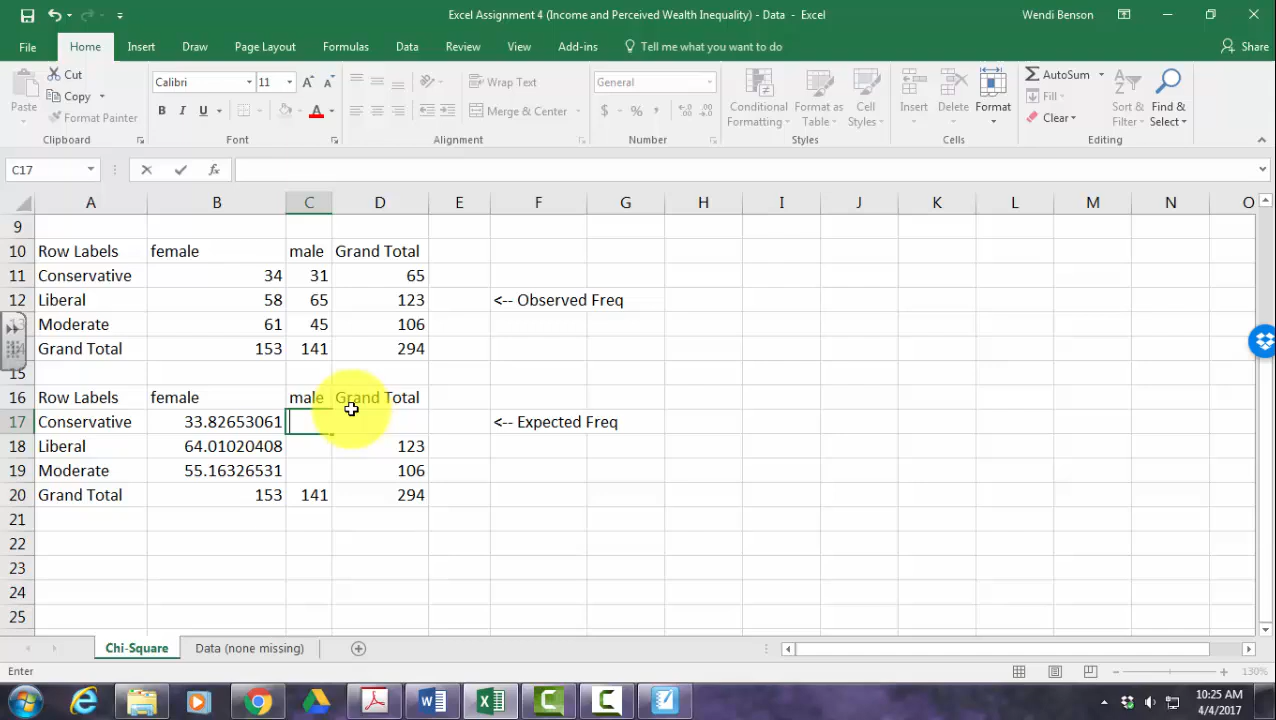 Excel Assignment 4 (Income and Perceived Wealth Inequality) - Data - Excel
Wendi Benson
File Home Insert Draw Page Layout Formulas Data Review View Add-ins Tell me what you want to do Share
Paste
Cut
Copy
Format Painter
Clipboard
Calibri 11
B I U
Font
Wrap Text
Merge & Center
Alignment
General
$ % ,
Number
Conditional Formatting
Format as Table
Cell Styles
Styles
Insert Delete Format
Cells
AutoSum
Fill
Clear
Sort & Filter
Find & Select
Editing
C17 fx
A B C D E F G H I J K L M N O
9
10 Row Labels female male Grand Total
11 Conservative 34 31 65
12 Liberal 58 65 123 <-- Observed Freq
13 Moderate 61 45 106
14 Grand Total 153 141 294
15
16 Row Labels female male Grand Total
17 Conservative 33.82653061 <-- Expected Freq
18 Liberal 64.01020408 123
19 Moderate 55.16326531 106
20 Grand Total 153 141 294
21
22
23
24
25
Chi-Square Data (none missing)
Enter 130%
10:25 AM
4/4/2017